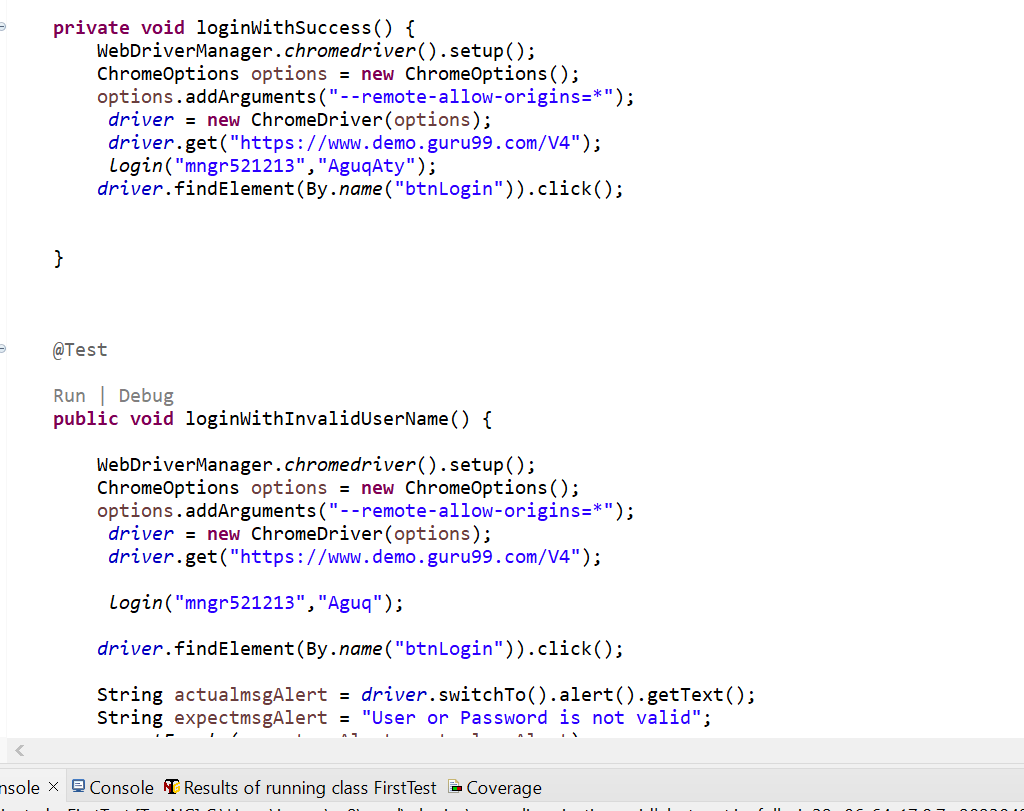 private void loginWithSuccess() {
WebDriverManager.chromedriver().setup();
ChromeOptions options = new ChromeOptions();
options.addArguments("--remote-allow-origins=*");
driver = new ChromeDriver(options);
driver.get("https://www.demo.guru99.com/V4");
login("mngr521213","AguqAty");
driver.findElement(By.name("btnLogin")).click();
}
@Test
Run | Debug
public void loginWithInvalidUserName() {
WebDriverManager.chromedriver().setup();
ChromeOptions options = new ChromeOptions();
options.addArguments("--remote-allow-origins=*");
driver = new ChromeDriver(options);
driver.get("https://www.demo.guru99.com/V4");
login("mngr521213","Aguq");
driver.findElement(By.name("btnLogin")).click();
String actualmsgAlert = driver.switchTo().alert().getText();
String expectmsgAlert = "User or Password is not valid";
nsole × Console Results of running class FirstTest Coverage